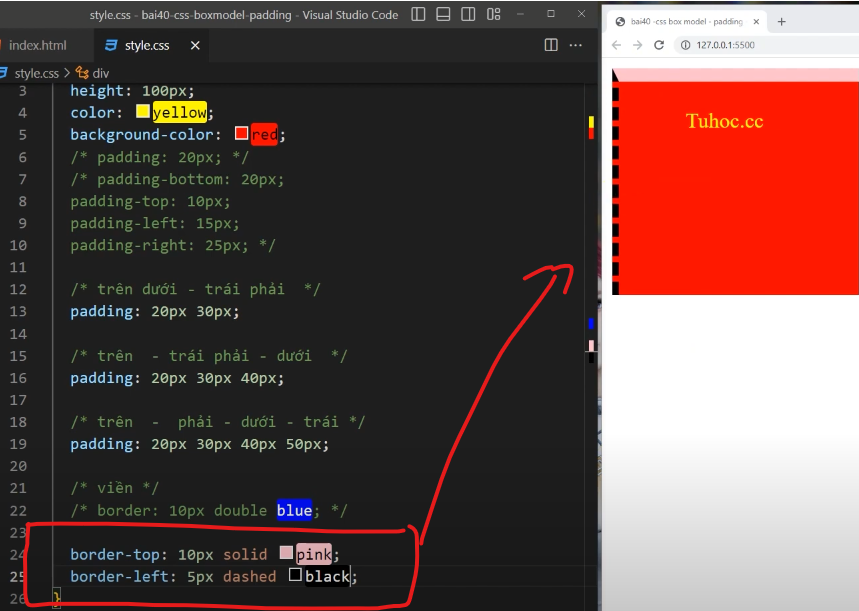 style.css - bai40-css-boxmodel-padding - Visual Studio Code
index.html
style.css
style.css > div
3 height: 100px;
4 color: yellow;
5 background-color: red;
6 /* padding: 20px; */
7 /* padding-bottom: 20px;
8 padding-top: 10px;
9 padding-left: 15px;
10 padding-right: 25px; */
11
12 /* trên dưới - trái phải */
13 padding: 20px 30px;
14
15 /* trên - trái phải - dưới */
16 padding: 20px 30px 40px;
17
18 /* trên - phải - dưới - trái */
19 padding: 20px 30px 40px 50px;
20
21 /* viền */
22 /* border: 10px double blue; */
23
24 border-top: 10px solid pink;
25 border-left: 5px dashed black;
26 }
bai40 -css box model - padding
127.0.0.1:5500
Tuhoc.cc